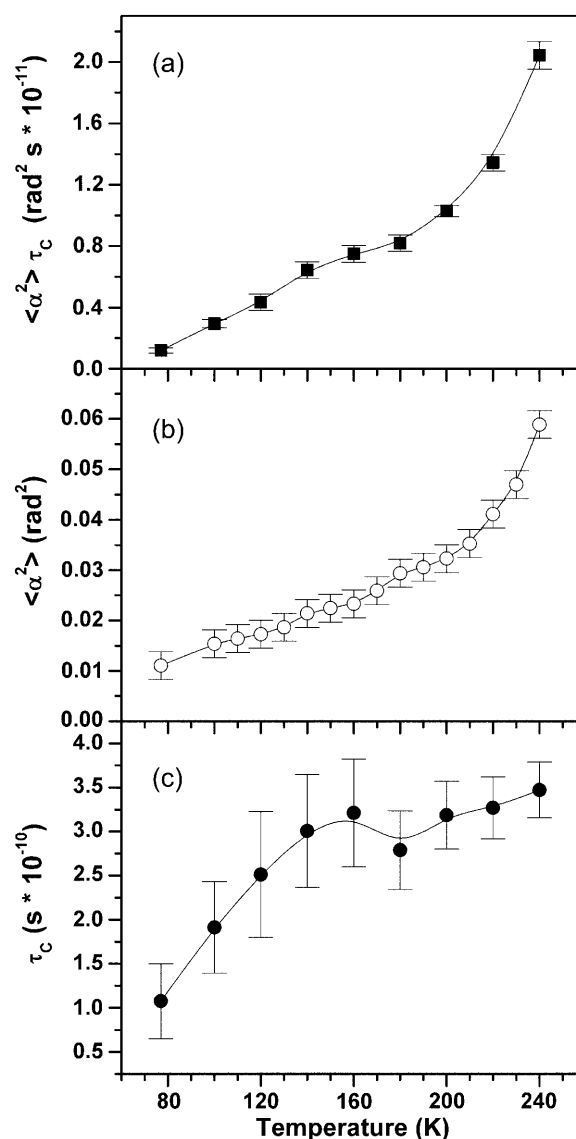 (a)
<α²> τ_C (rad² s * 10⁻¹¹)
2.0
1.6
1.2
0.8
0.4
0.0
(b)
<α²> (rad²)
0.06
0.05
0.04
0.03
0.02
0.01
0.00
(c)
τ_C (s * 10⁻¹⁰)
4.0
3.5
3.0
2.5
2.0
1.5
1.0
0.5
80 120 160 200 240
Temperature (K)